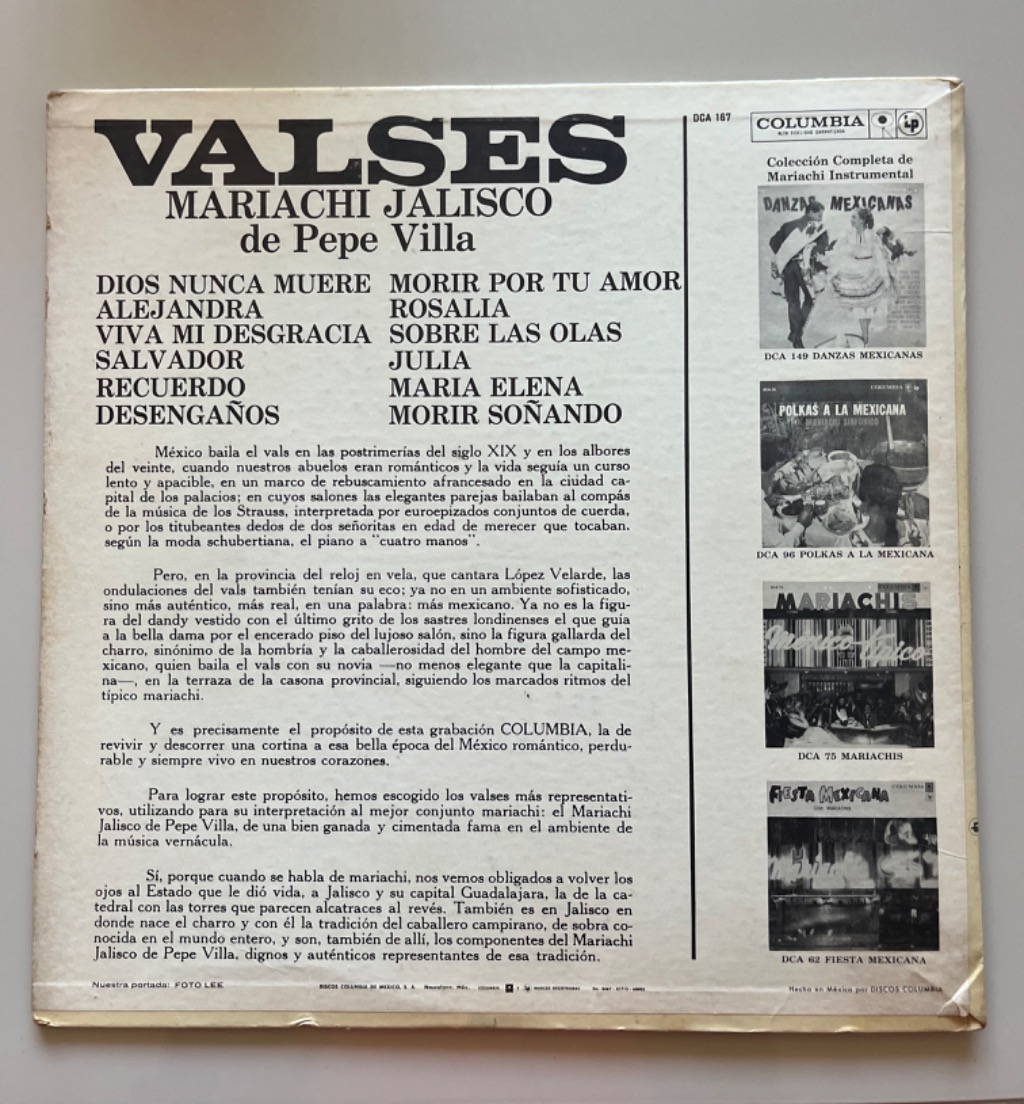 VALSES
MARIACHI JALISCO
de Pepe Villa
DIOS NUNCA MUERE
ALEJANDRA
VIVA MI DESGRACIA
SALVADOR
RECUERDO
DESENGAÑOS
MORIR POR TU AMOR
ROSALIA
SOBRE LAS OLAS
JULIA
MARIA ELENA
MORIR SOÑANDO
México baila el vals en las postrimerías del siglo XIX y en los albores
del veinte, cuando nuestros abuelos eran románticos y la vida seguía un curso
lento y apacible, en un marco de rebuscamiento afrancesado en la ciudad ca-
pital de los palacios; en cuyos salones las elegantes parejas bailaban al compás
de la música de los Strauss, interpretada por euroepizados conjuntos de cuerda,
o por los titubeantes dedos de dos señoritas en edad de merecer que tocaban,
según la moda schubertiana, el piano a "cuatro manos".
Pero, en la provincia del reloj en vela, que cantara López Velarde, las
ondulaciones del vals también tenían su eco; ya no en un ambiente sofisticado,
sino más auténtico, más real, en una palabra: más mexicano. Ya no es la figu-
ra del dandy vestido con el último grito de los sastres londinenses el que guía
a la bella dama por el encerado piso del lujoso salón, sino la figura gallarda del
charro, sinónimo de la hombría y la caballerosidad del hombre del campo me-
xicano, quien baila el vals con su novia —no menos elegante que la capitali-
na—, en la terraza de la casona provincial, siguiendo los marcados ritmos del
típico mariachi.
Y es precisamente el propósito de esta grabación COLUMBIA, la de
revivir y descorrer una cortina a esa bella época del México romántico, perdu-
rable y siempre vivo en nuestros corazones.
Para lograr este propósito, hemos escogido los valses más representati-
vos, utilizando para su interpretación al mejor conjunto mariachi: el Mariachi
Jalisco de Pepe Villa, de una bien ganada y cimentada fama en el ambiente de
la música vernácula.
Sí, porque cuando se habla de mariachi, nos vemos obligados a volver los
ojos al Estado que le dió vida, a Jalisco y su capital Guadalajara, la de la ca-
tedral con las torres que parecen alcatraces al revés. También es en Jalisco en
donde nace el charro y con él la tradición del caballero campirano, de sobra co-
nocida en el mundo entero, y son, también de allí, los componentes del Mariachi
Jalisco de Pepe Villa, dignos y auténticos representantes de esa tradición.
Nuestra portada: FOTO LEE
DISCOS COLUMBIA DE MEXICO, S. A. Naucalpan, Méx. COLUMBIA MARCAS REGISTRADAS
Hecho en México por DISCOS COLUMBIA
DCA 167
COLUMBIA
ALTA FIDELIDAD GARANTIZADA
LP
Colección Completa de
Mariachi Instrumental
DANZAS MEXICANAS
DCA 149 DANZAS MEXICANAS
COLUMBIA
POLKAS A LA MEXICANA
MARIACHI SINFONICO
DCA 96 POLKAS A LA MEXICANA
MARIACHIS
México Típico
DCA 75 MARIACHIS
FIESTA MEXICANA
COLUMBIA
DCA 62 FIESTA MEXICANA